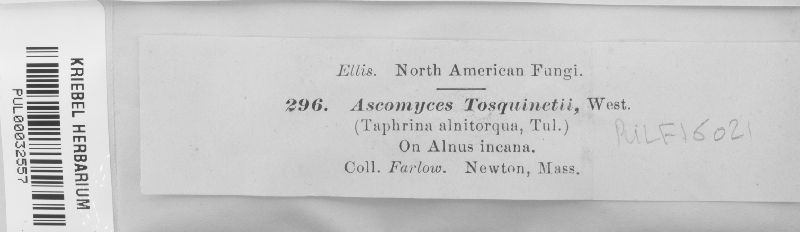 KRIEBEL HERBARIUM
PUL00032557
Ellis. North American Fungi.
296. Ascomyces Tosquinetii, West.
(Taphrina alnitorqua, Tul.)
On Alnus incana.
Coll. Farlow. Newton, Mass.
PULF15021